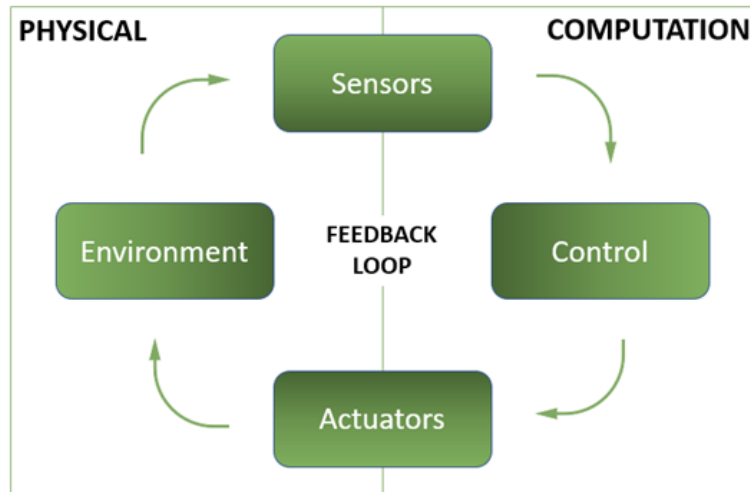 PHYSICAL
COMPUTATION
Sensors
Environment
FEEDBACK
LOOP
Control
Actuators